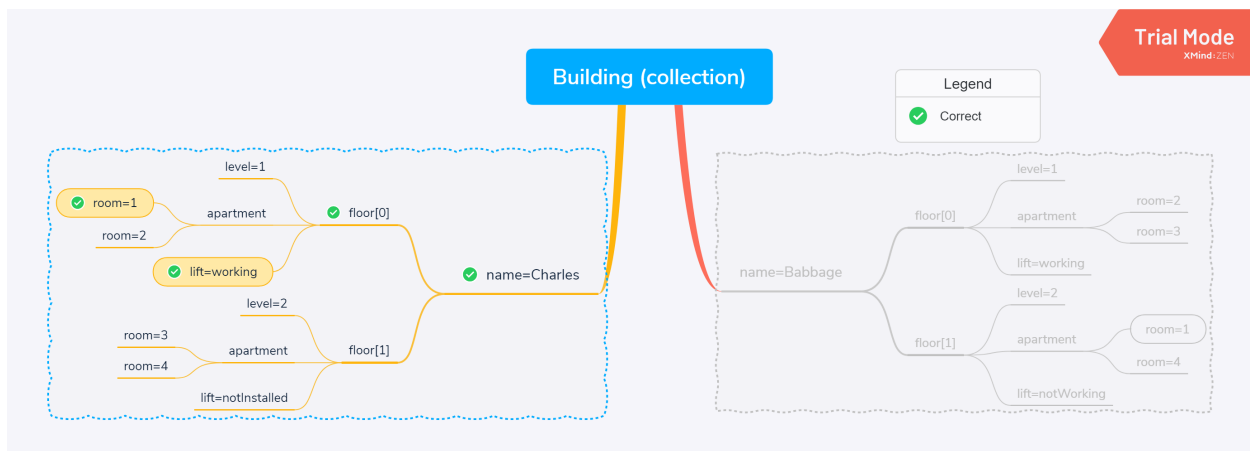 Trial Mode
XMind:ZEN
Building (collection)
Legend
Correct
level=1
room=1
apartment
floor[0]
room=2
lift=working
name=Charles
level=2
room=3
apartment
floor[1]
room=4
lift=notInstalled
level=1
room=2
floor[0]
apartment
room=3
lift=working
name=Babbage
level=2
room=1
floor[1]
apartment
room=4
lift=notWorking